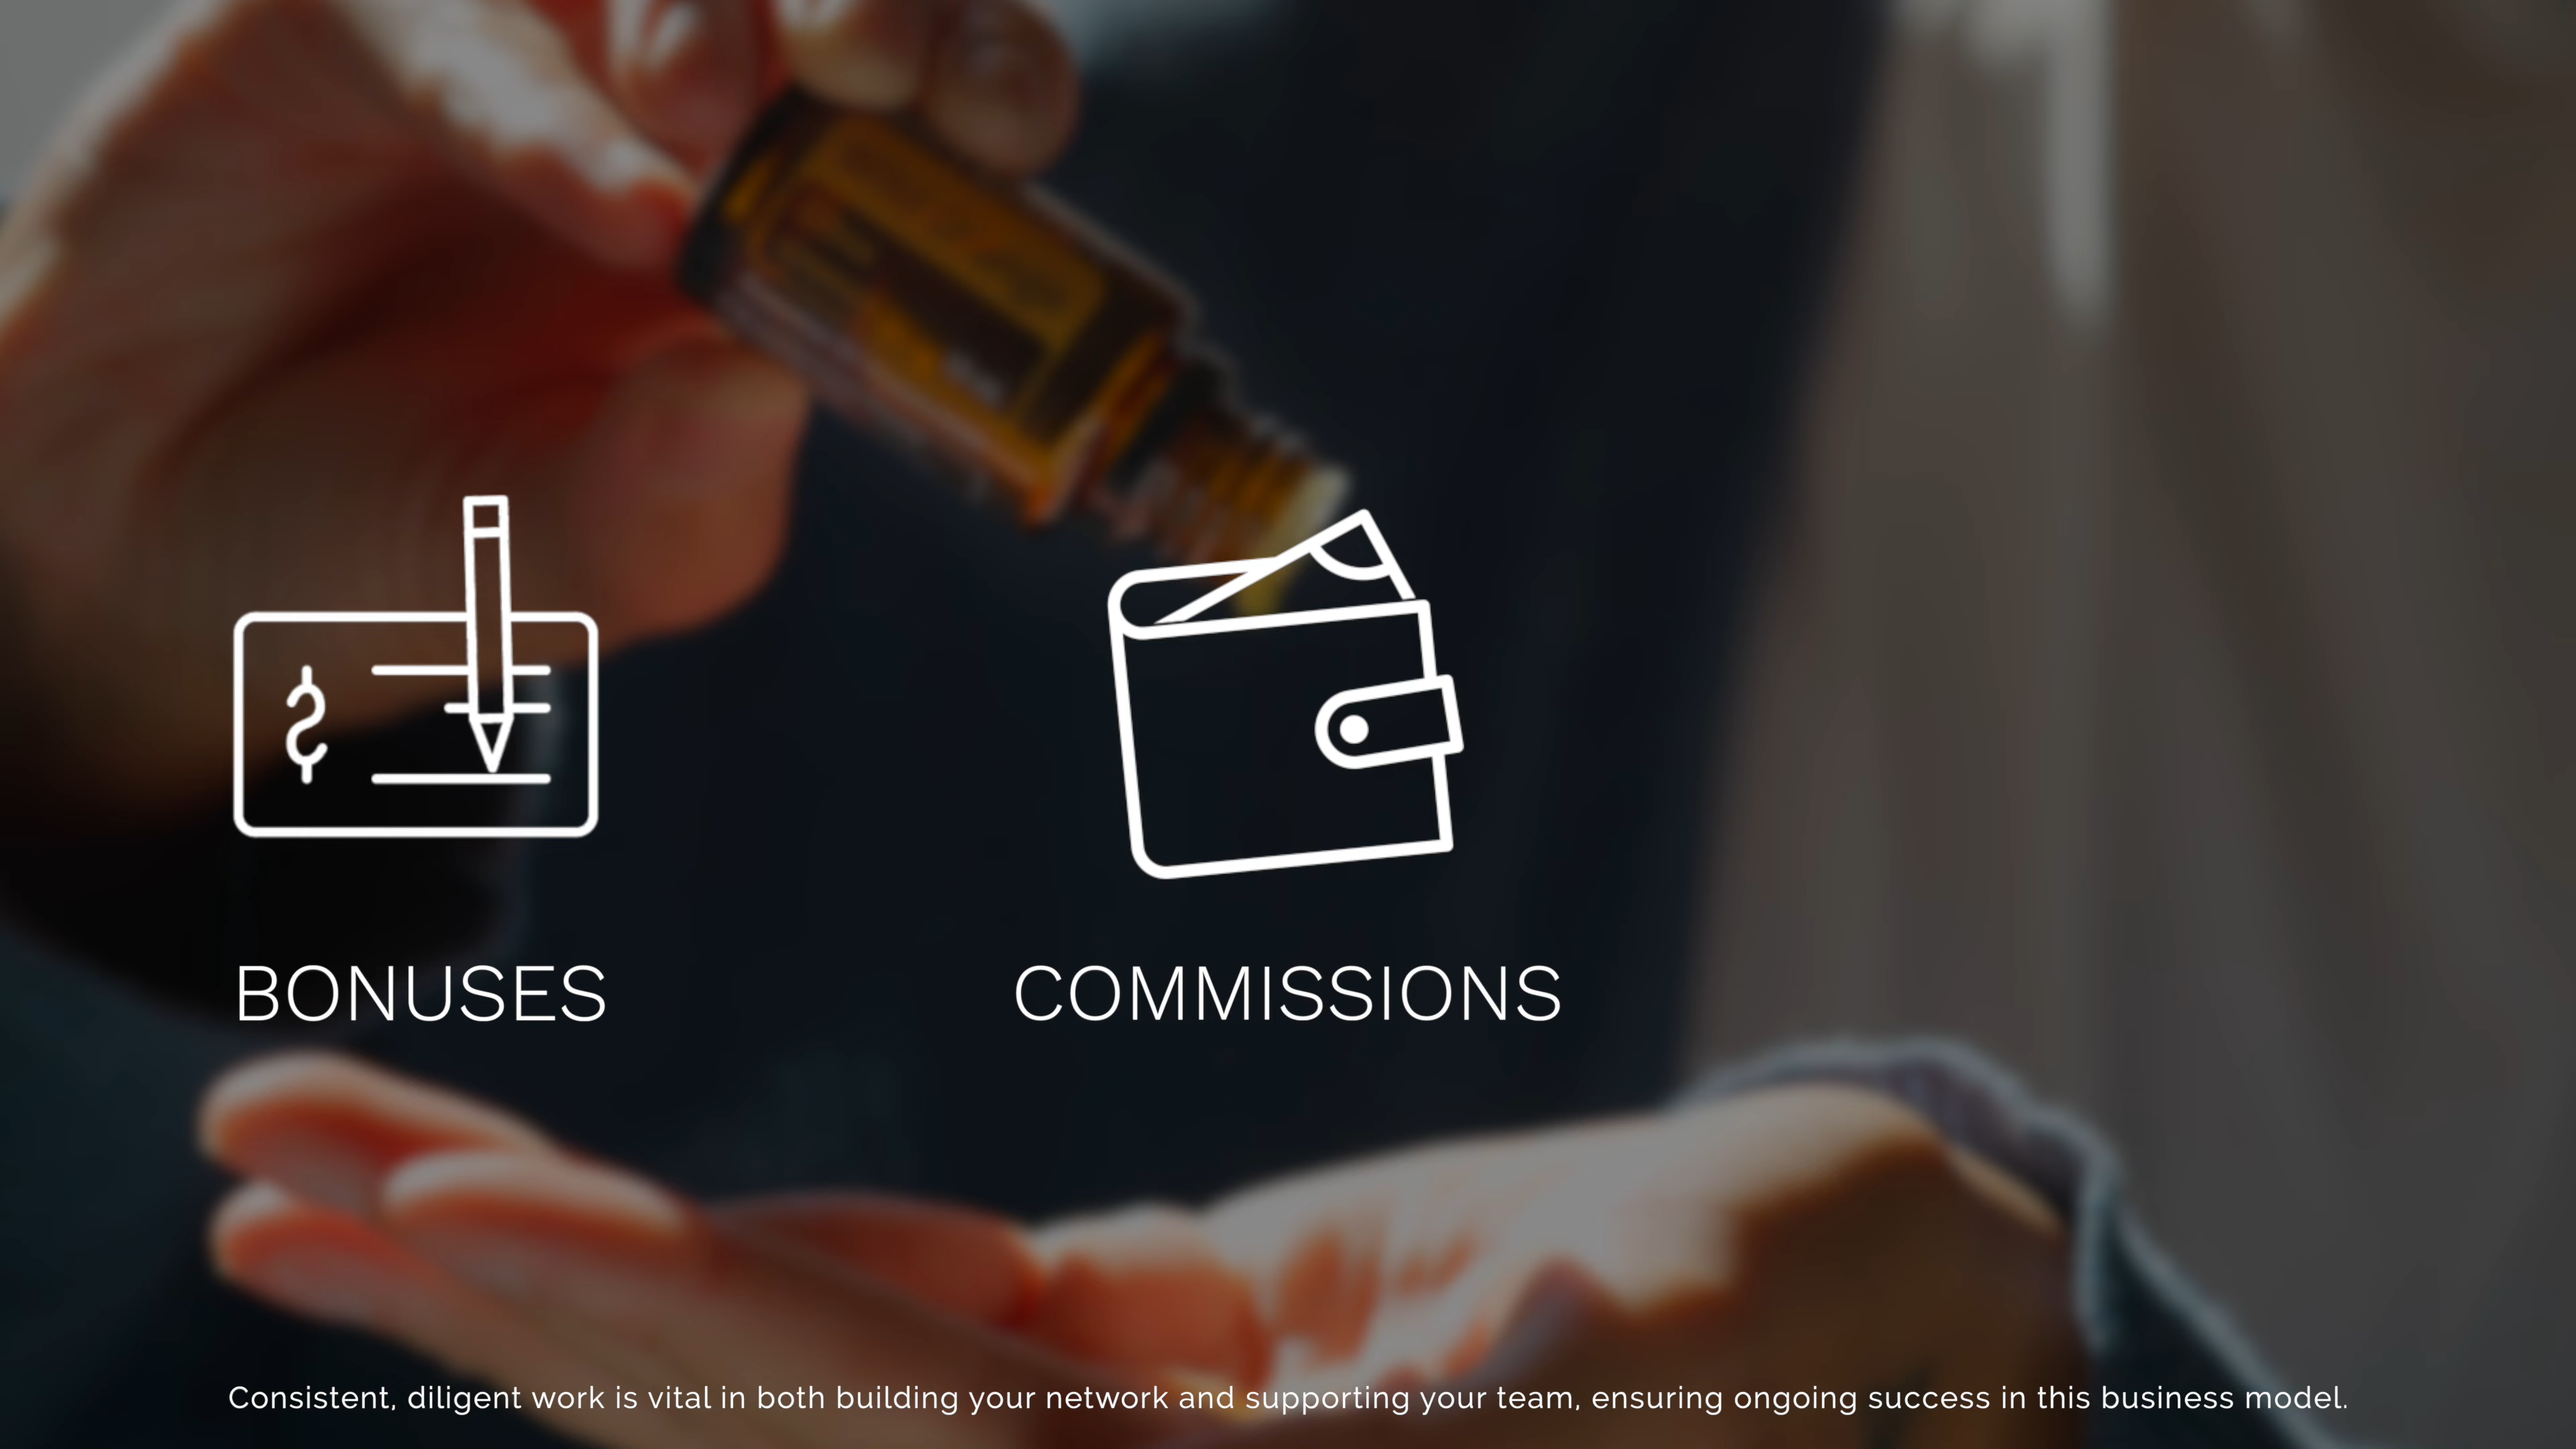 BONUSES
COMMISSIONS
Consistent, diligent work is vital in both building your network and supporting your team, ensuring ongoing success in this business model.